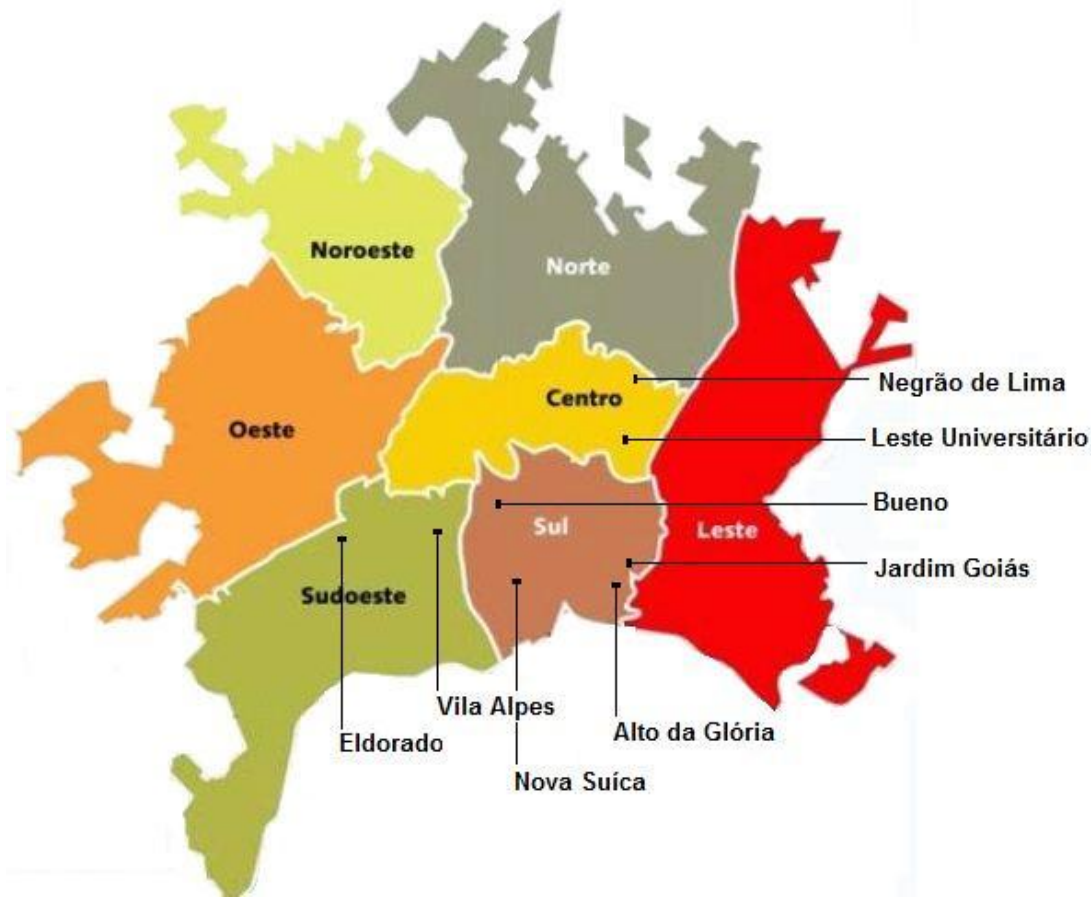 Noroeste
Norte
Negrão de Lima
Centro
Oeste
Leste Universitário
Bueno
Sul
Leste
Jardim Goiás
Sudoeste
Vila Alpes
Alto da Glória
Eldorado
Nova Suíca